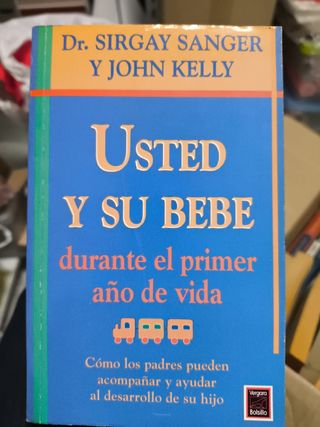 Dr. SIRGAY SANGER
Y JOHN KELLY
USTED
Y SU BEBE
durante el primer
año de vida
Cómo los padres pueden
acompañar y ayudar
al desarrollo de su hijo
Vergara
Bolsillo